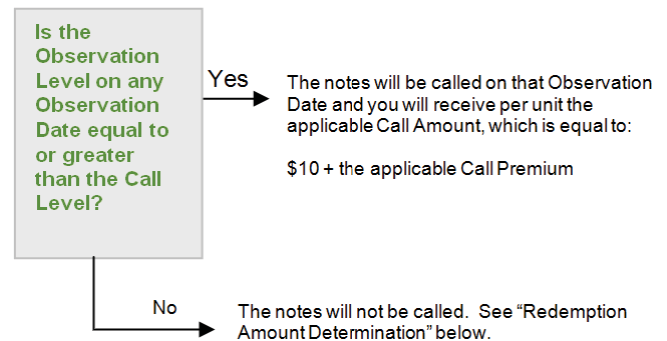 Is the
Observation
Level on any
Observation
Date equal to
or greater
than the Call
Level?
Yes
The notes will be called on that Observation
Date and you will receive per unit the
applicable Call Amount, which is equal to:
$10 + the applicable Call Premium
No
The notes will not be called. See “Redemption
Amount Determination” below.